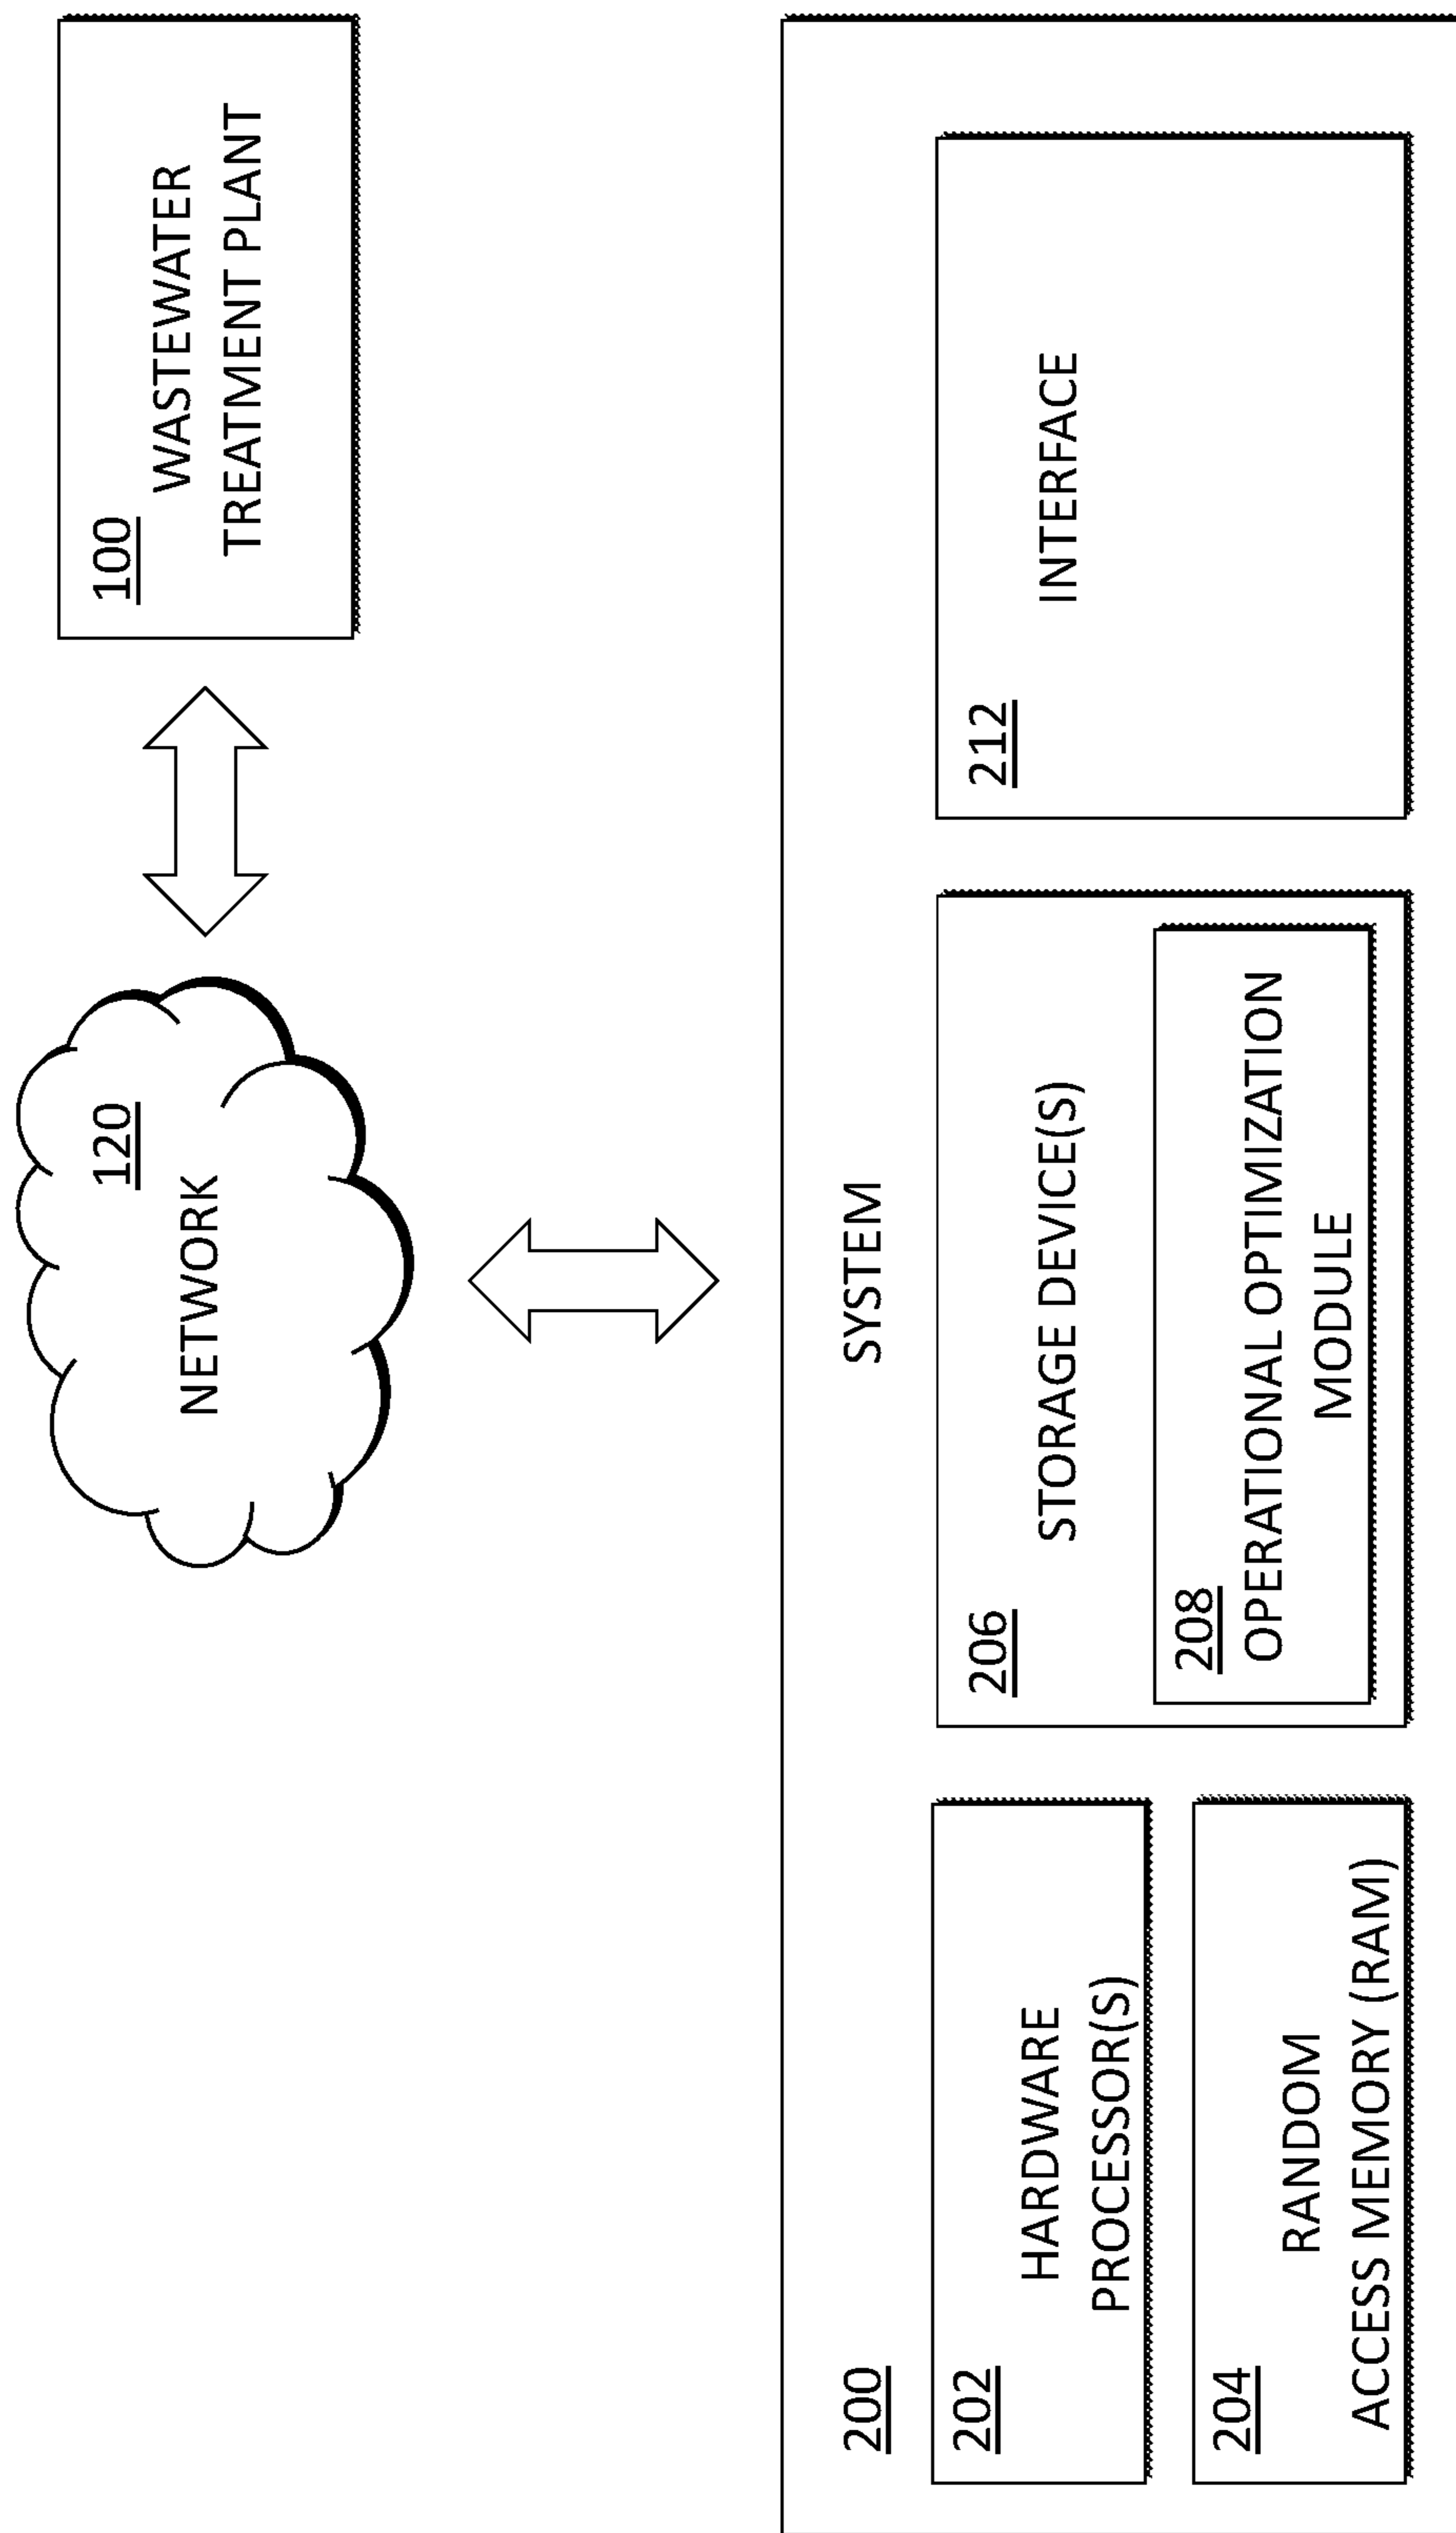 120
NETWORK
100
WASTEWATER
TREATMENT PLANT
200
SYSTEM
202
HARDWARE
PROCESSOR(S)
204
RANDOM
ACCESS MEMORY (RAM)
206
STORAGE DEVICE(S)
208
OPERATIONAL OPTIMIZATION
MODULE
212
INTERFACE